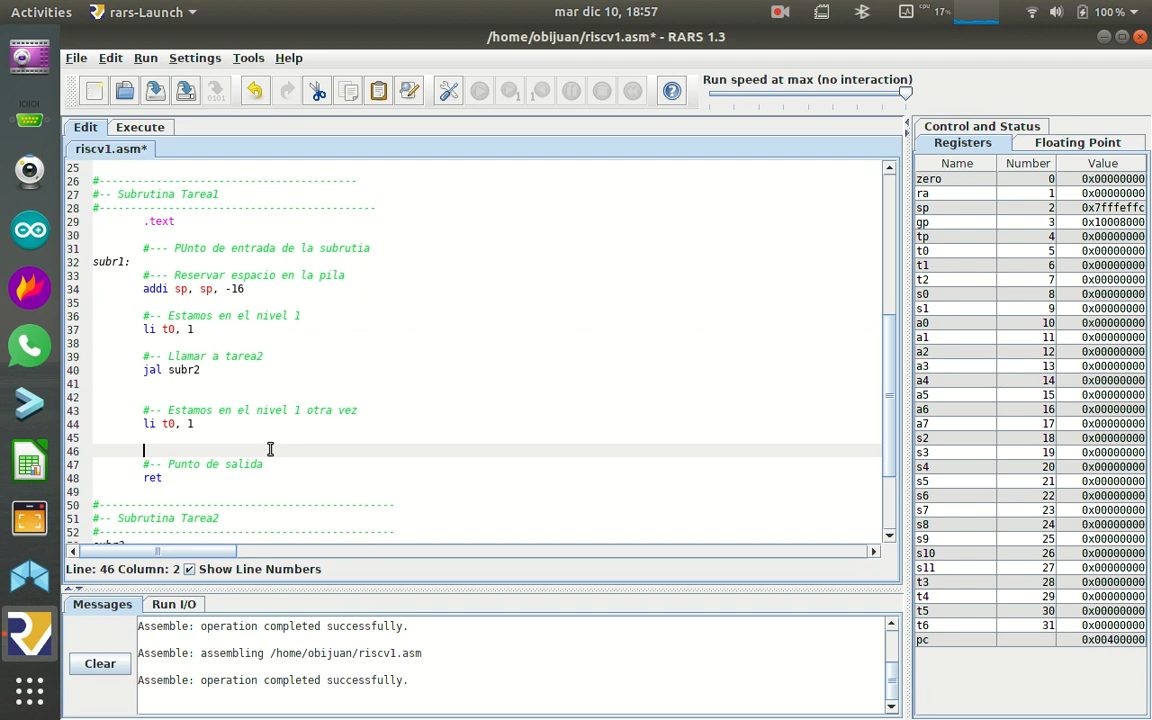 Activities rars-Launch mar dic 10, 18:57 cpu 17% 100%
/home/obijuan/riscv1.asm* - RARS 1.3
File Edit Run Settings Tools Help
Run speed at max (no interaction)
Edit Execute
riscv1.asm*
25
26 #-----------------------------------------
27 #-- Subrutina Tarea1
28 #--------------------------------------------
29 .text
30
31 #--- PUnto de entrada de la subrutia
32 subr1:
33 #--- Reservar espacio en la pila
34 addi sp, sp, -16
35
36 #-- Estamos en el nivel 1
37 li t0, 1
38
39 #-- Llamar a tarea2
40 jal subr2
41
42
43 #-- Estamos en el nivel 1 otra vez
44 li t0, 1
45
46
47 #-- Punto de salida
48 ret
49
50 #-----------------------------------------------
51 #-- Subrutina Tarea2
52 #-----------------------------------------------
Line: 46 Column: 2 Show Line Numbers
Messages Run I/O
Clear
Assemble: operation completed successfully.
Assemble: assembling /home/obijuan/riscv1.asm
Assemble: operation completed successfully.
Control and Status
Registers Floating Point
Name Number Value
zero 0 0x00000000
ra 1 0x00000000
sp 2 0x7fffeffc
gp 3 0x10008000
tp 4 0x00000000
t0 5 0x00000000
t1 6 0x00000000
t2 7 0x00000000
s0 8 0x00000000
s1 9 0x00000000
a0 10 0x00000000
a1 11 0x00000000
a2 12 0x00000000
a3 13 0x00000000
a4 14 0x00000000
a5 15 0x00000000
a6 16 0x00000000
a7 17 0x00000000
s2 18 0x00000000
s3 19 0x00000000
s4 20 0x00000000
s5 21 0x00000000
s6 22 0x00000000
s7 23 0x00000000
s8 24 0x00000000
s9 25 0x00000000
s10 26 0x00000000
s11 27 0x00000000
t3 28 0x00000000
t4 29 0x00000000
t5 30 0x00000000
t6 31 0x00000000
pc 0x00400000